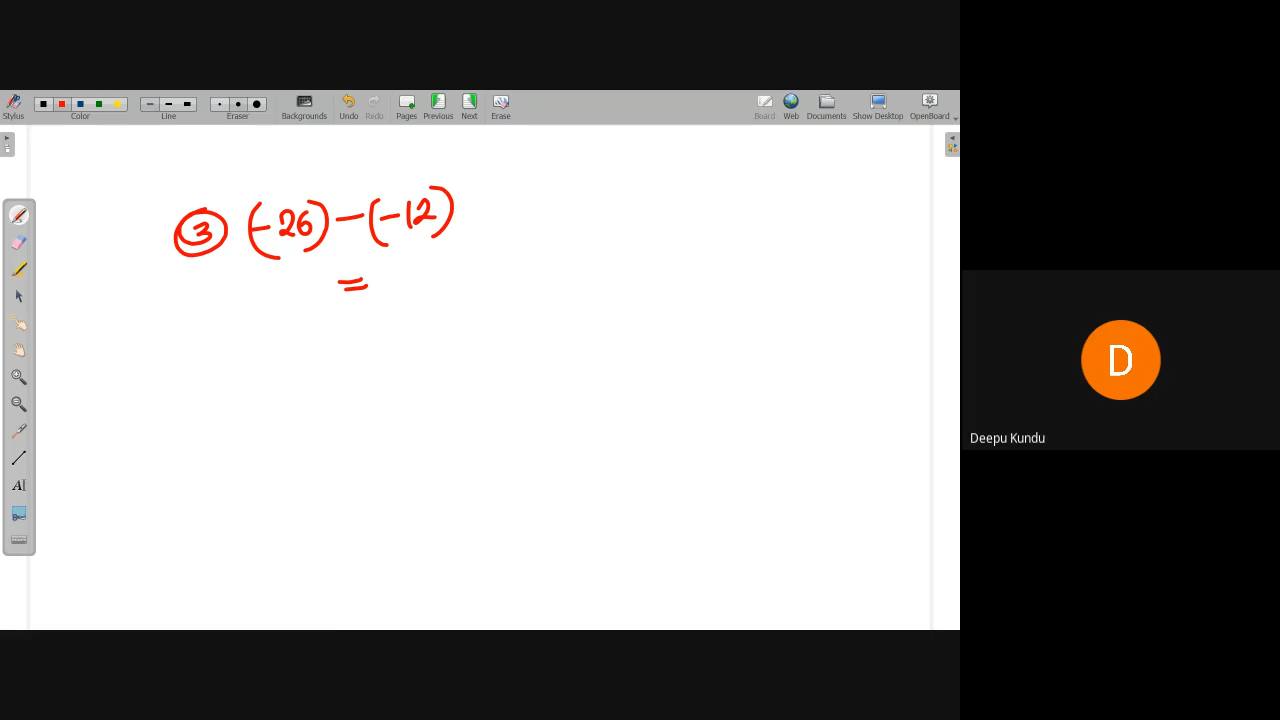 Stylus Color Line Eraser Backgrounds Undo Redo Pages Previous Next Erase Board Web Documents Show Desktop OpenBoard
③ (-26) - (-12)
=
AI
D
Deepu Kundu